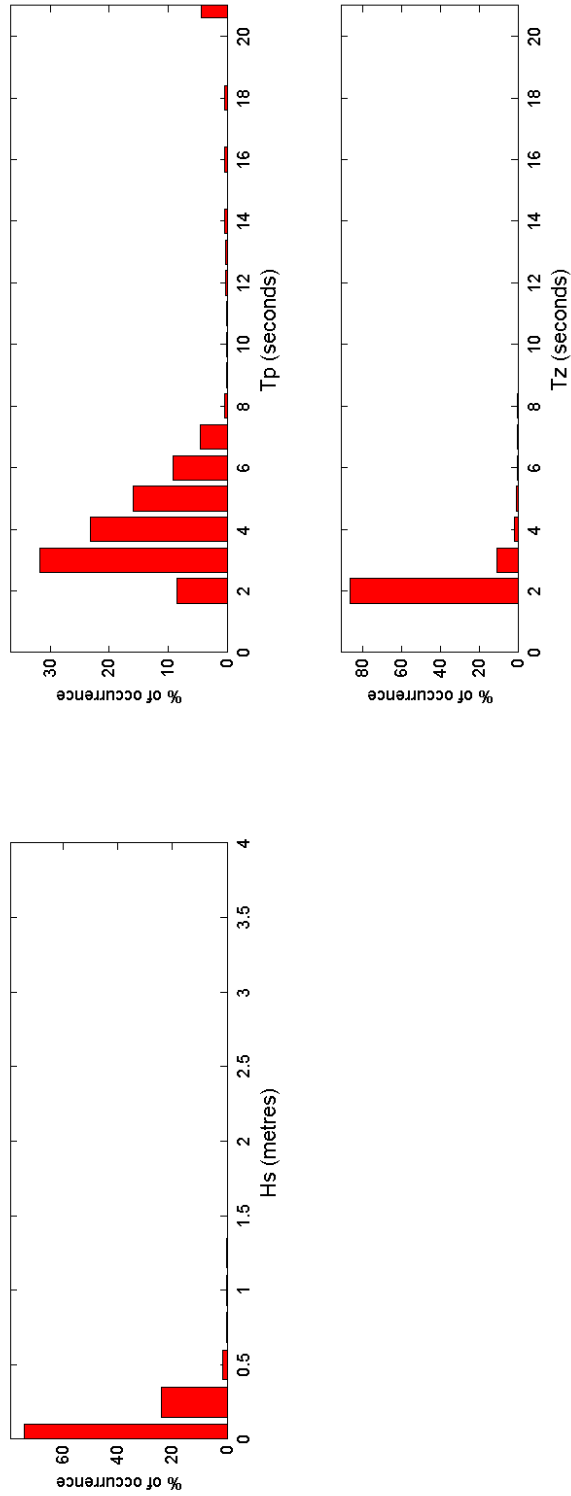 % of occurrence
60
40
20
0
0 0.5 1 1.5 2 2.5 3 3.5 4
Hs (metres)
% of occurrence
30
20
10
0
0 2 4 6 8 10 12 14 16 18 20
Tp (seconds)
% of occurrence
80
60
40
20
0
0 2 4 6 8 10 12 14 16 18 20
Tz (seconds)